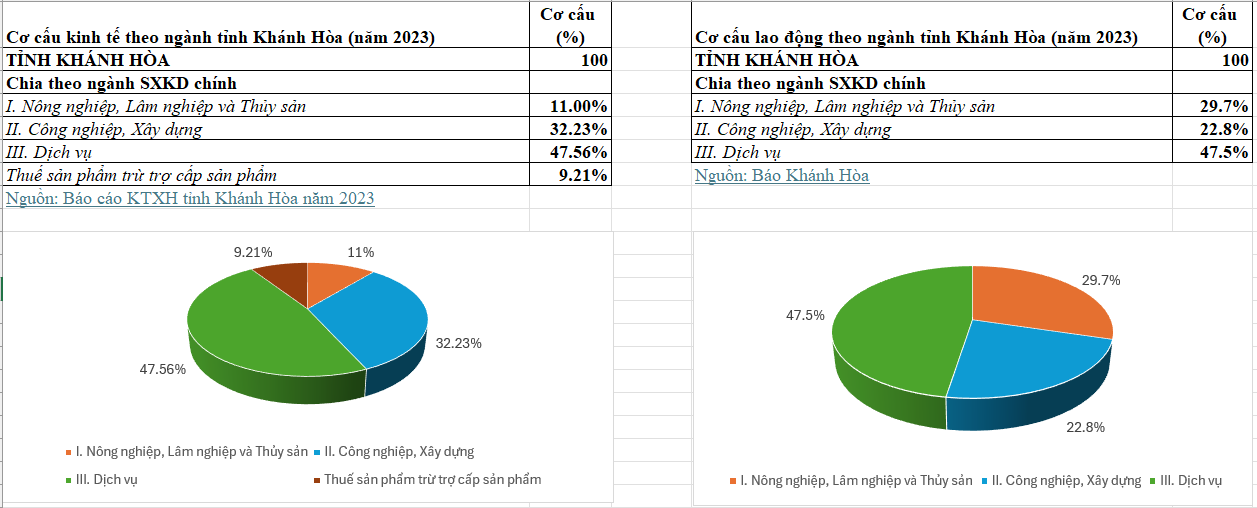 Cơ cấu kinh tế theo ngành tỉnh Khánh Hòa (năm 2023) Cơ cấu (%)
TỈNH KHÁNH HÒA 100
Chia theo ngành SXKD chính
I. Nông nghiệp, Lâm nghiệp và Thủy sản 11.00%
II. Công nghiệp, Xây dựng 32.23%
III. Dịch vụ 47.56%
Thuế sản phẩm trừ trợ cấp sản phẩm 9.21%
Nguồn: Báo cáo KTXH tỉnh Khánh Hòa năm 2023
Cơ cấu lao động theo ngành tỉnh Khánh Hòa (năm 2023) Cơ cấu (%)
TỈNH KHÁNH HÒA 100
Chia theo ngành SXKD chính
I. Nông nghiệp, Lâm nghiệp và Thủy sản 29.7%
II. Công nghiệp, Xây dựng 22.8%
III. Dịch vụ 47.5%
Nguồn: Báo Khánh Hòa
9.21%
11%
32.23%
47.56%
I. Nông nghiệp, Lâm nghiệp và Thủy sản II. Công nghiệp, Xây dựng
III. Dịch vụ Thuế sản phẩm trừ trợ cấp sản phẩm
29.7%
47.5%
22.8%
I. Nông nghiệp, Lâm nghiệp và Thủy sản II. Công nghiệp, Xây dựng III. Dịch vụ